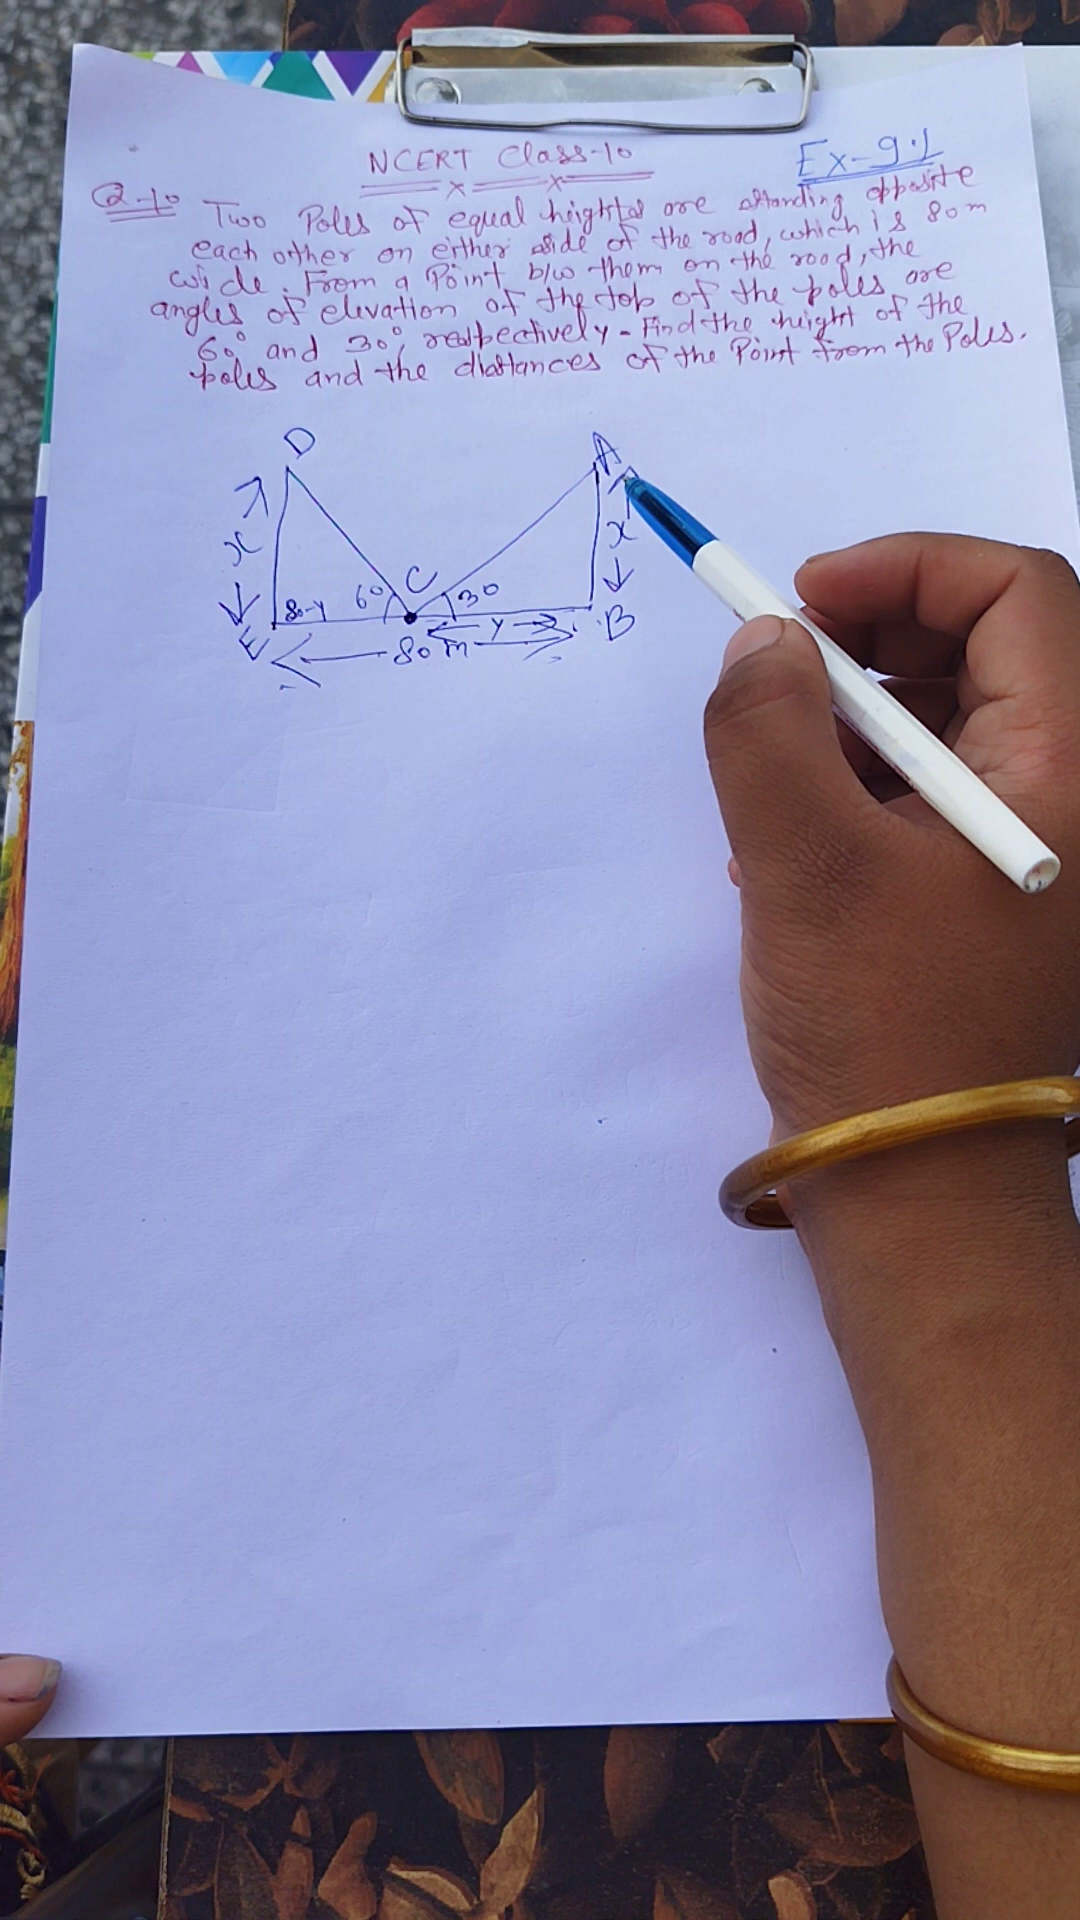 NCERT Class-10
Ex-9.1
Q-10 Two Poles of equal heights are standing opposite
each other on either side of the road, which is 80m
wide. From a Point b/w them on the road, the
angles of elevation of the top of the poles are
60° and 30°, respectively - Find the height of the
poles and the distances of the Point from the Poles.
D
A
x
x
C
80-y 60 30
E
y
B
80 m